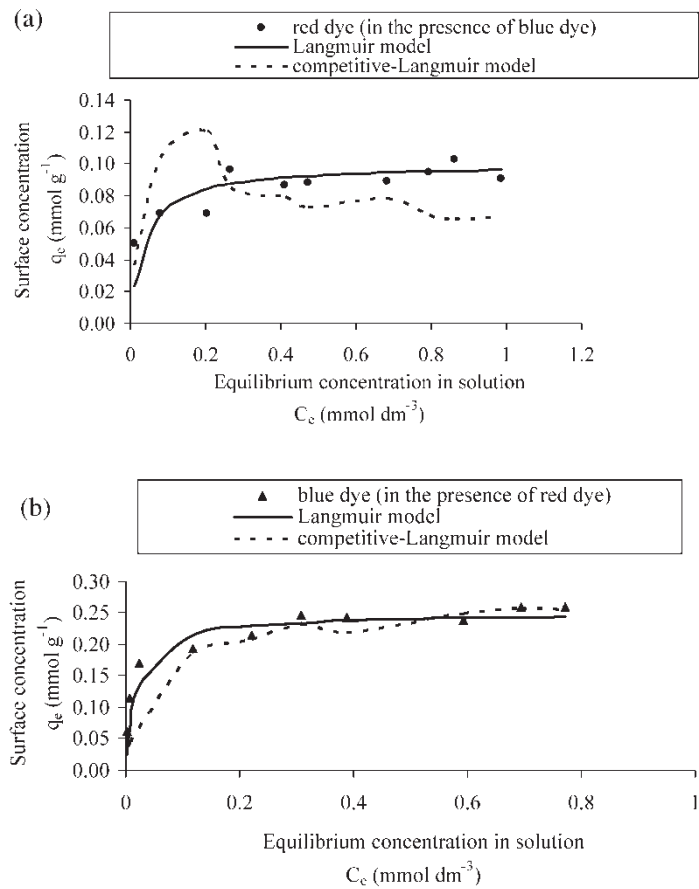 (a)
red dye (in the presence of blue dye)
Langmuir model
competitive-Langmuir model
Surface concentration
qe (mmol g-1)
0.14
0.12
0.10
0.08
0.06
0.04
0.02
0.00
0 0.2 0.4 0.6 0.8 1 1.2
Equilibrium concentration in solution
Ce (mmol dm-3)
(b)
blue dye (in the presence of red dye)
Langmuir model
competitive-Langmuir model
Surface concentration
qe (mmol g-1)
0.30
0.25
0.20
0.15
0.10
0.05
0.00
0 0.2 0.4 0.6 0.8 1
Equilibrium concentration in solution
Ce (mmol dm-3)